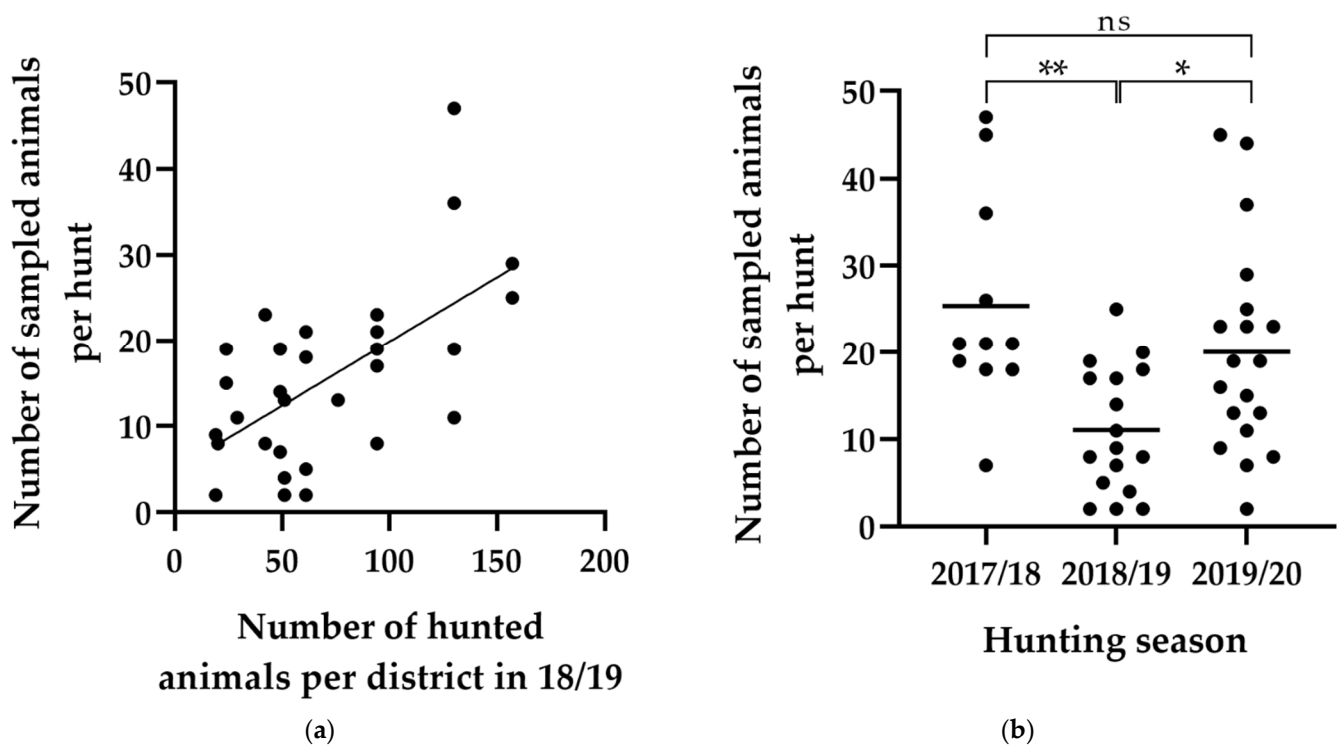 Number of sampled animals
per hunt
50
40
30
20
10
0
0 50 100 150 200
Number of hunted
animals per district in 18/19
(a)
ns
** *
Number of sampled animals
per hunt
50
40
30
20
10
0
2017/18 2018/19 2019/20
Hunting season
(b)